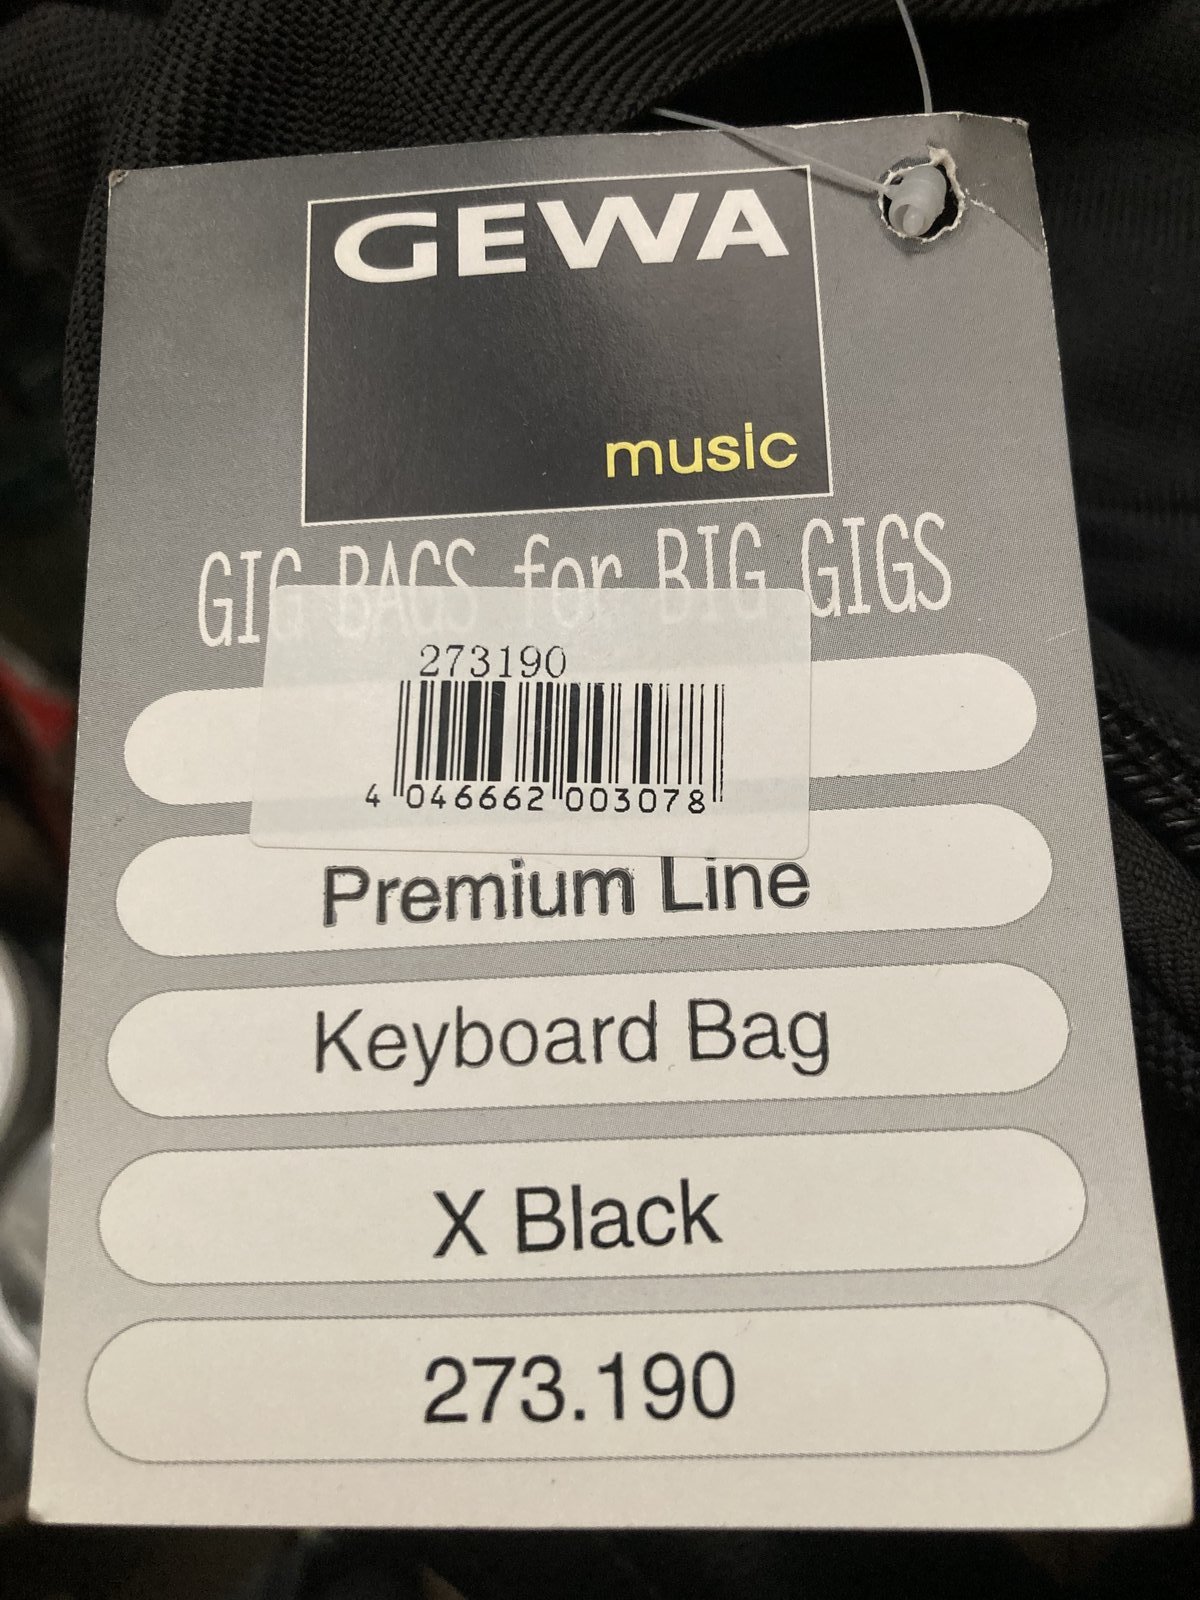 GEWA
music
GIG BAGS for BIG GIGS
273190
4 046662 003078
Premium Line
Keyboard Bag
X Black
273.190